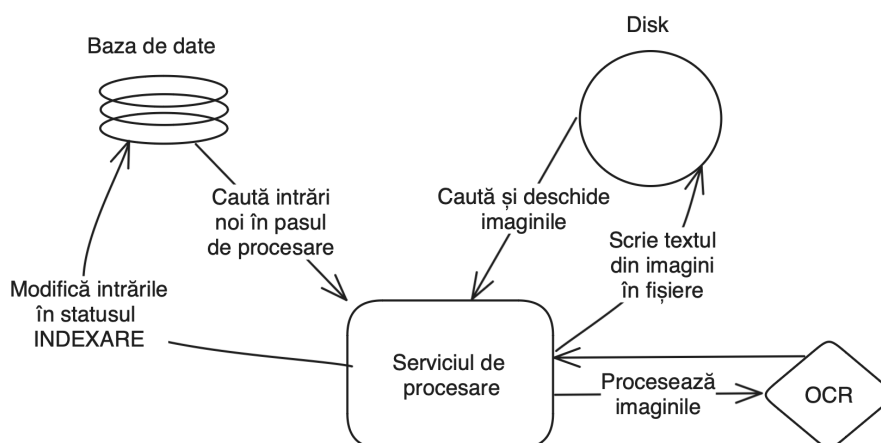 Baza de date
Disk
Caută intrări
noi în pasul
de procesare
Caută și deschide
imaginile
Scrie textul
din imagini
în fișiere
Modifică intrările
în statusul
INDEXARE
Serviciul de
procesare
Procesează
imaginile
OCR